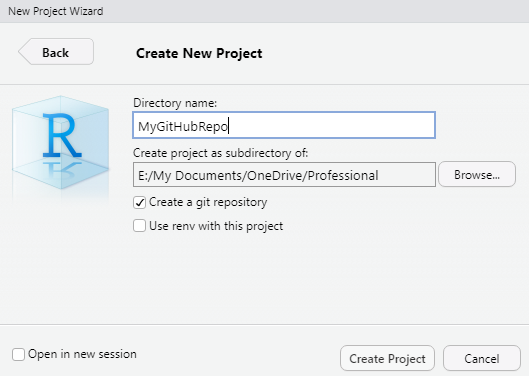 New Project Wizard
Back
Create New Project
R
Directory name:
MyGitHubRepo
Create project as subdirectory of:
E:/My Documents/OneDrive/Professional
Browse...
Create a git repository
Use renv with this project
Open in new session
Create Project
Cancel